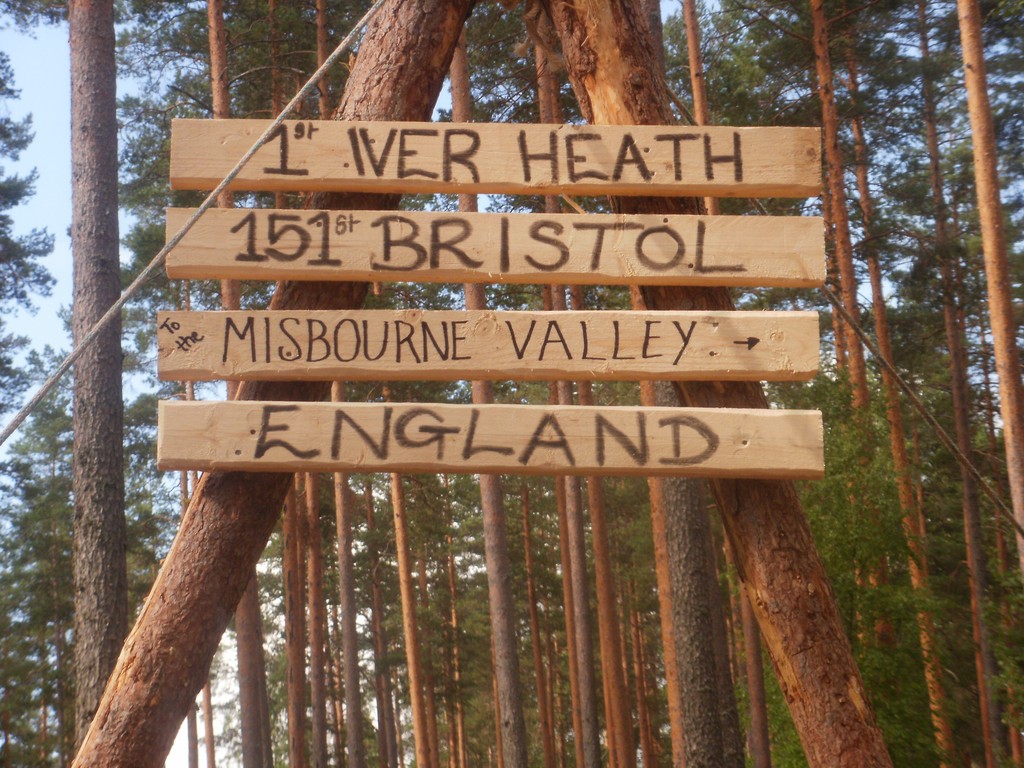 1st IVER HEATH
151st BRISTOL
To the MISBOURNE VALLEY →
ENGLAND